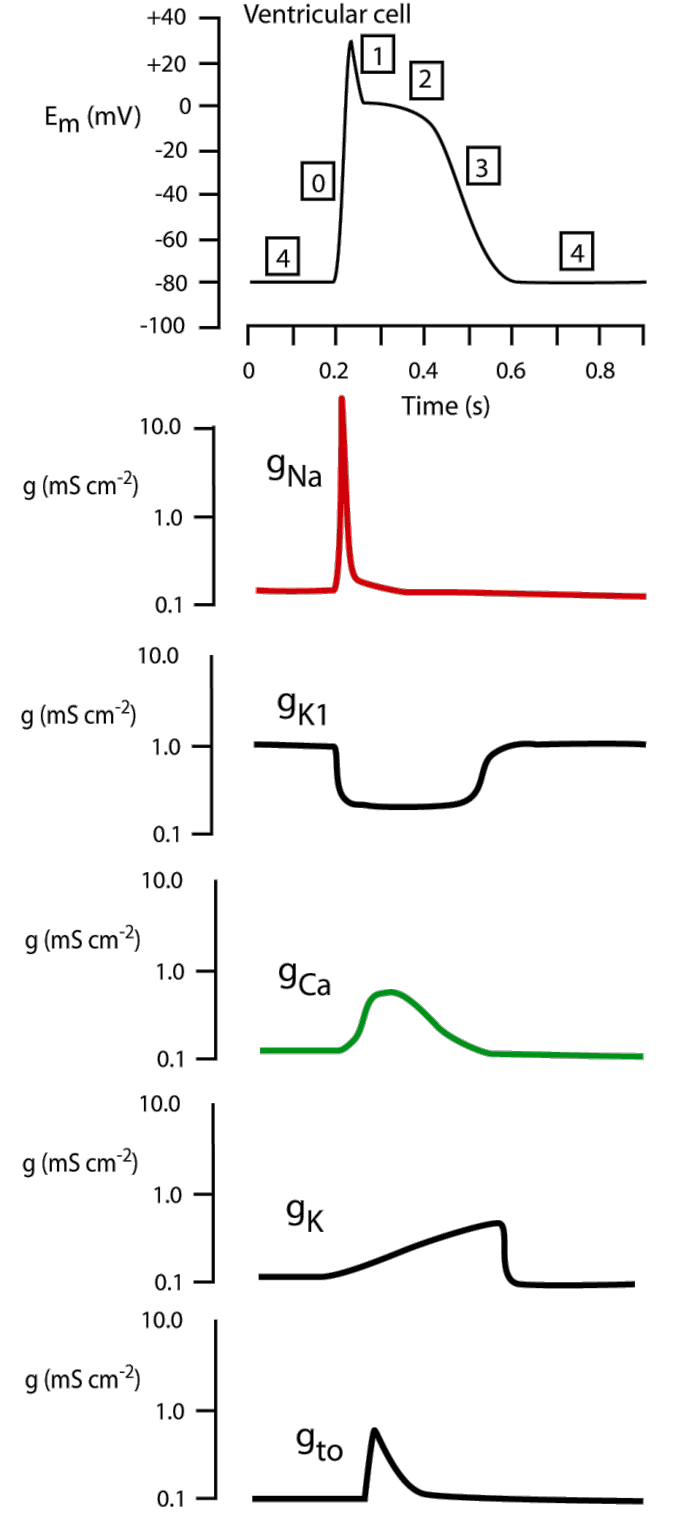 Ventricular cell
+40
+20
0
-20
-40
-60
-80
-100
Em (mV)
4
0
1
2
3
4
0 0.2 0.4 0.6 0.8
Time (s)
10.0
1.0
0.1
g (mS cm-2)
gNa
10.0
1.0
0.1
g (mS cm-2)
gK1
10.0
1.0
0.1
g (mS cm-2)
gCa
10.0
1.0
0.1
g (mS cm-2)
gK
10.0
1.0
0.1
g (mS cm-2)
gto